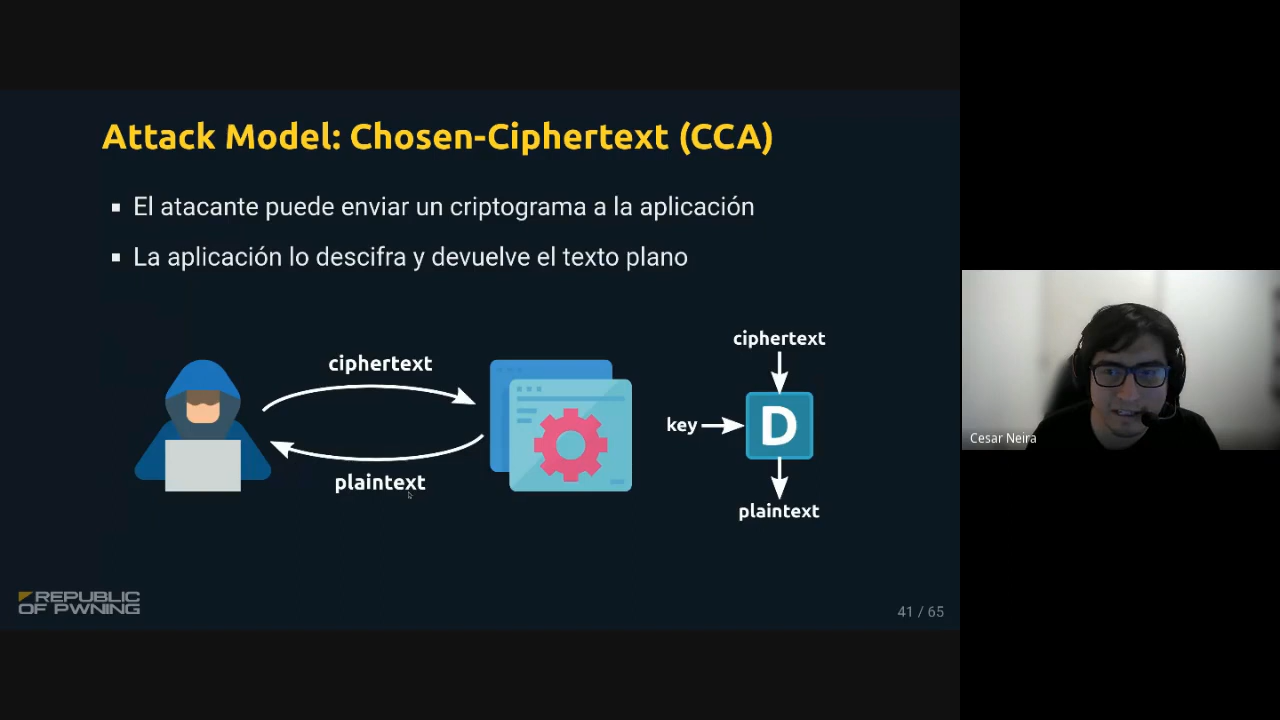 Attack Model: Chosen-Ciphertext (CCA)
▪ El atacante puede enviar un criptograma a la aplicación
▪ La aplicación lo descifra y devuelve el texto plano
ciphertext
plaintext
ciphertext
key
D
plaintext
REPUBLIC
OF PWNING
41 / 65
Cesar Neira